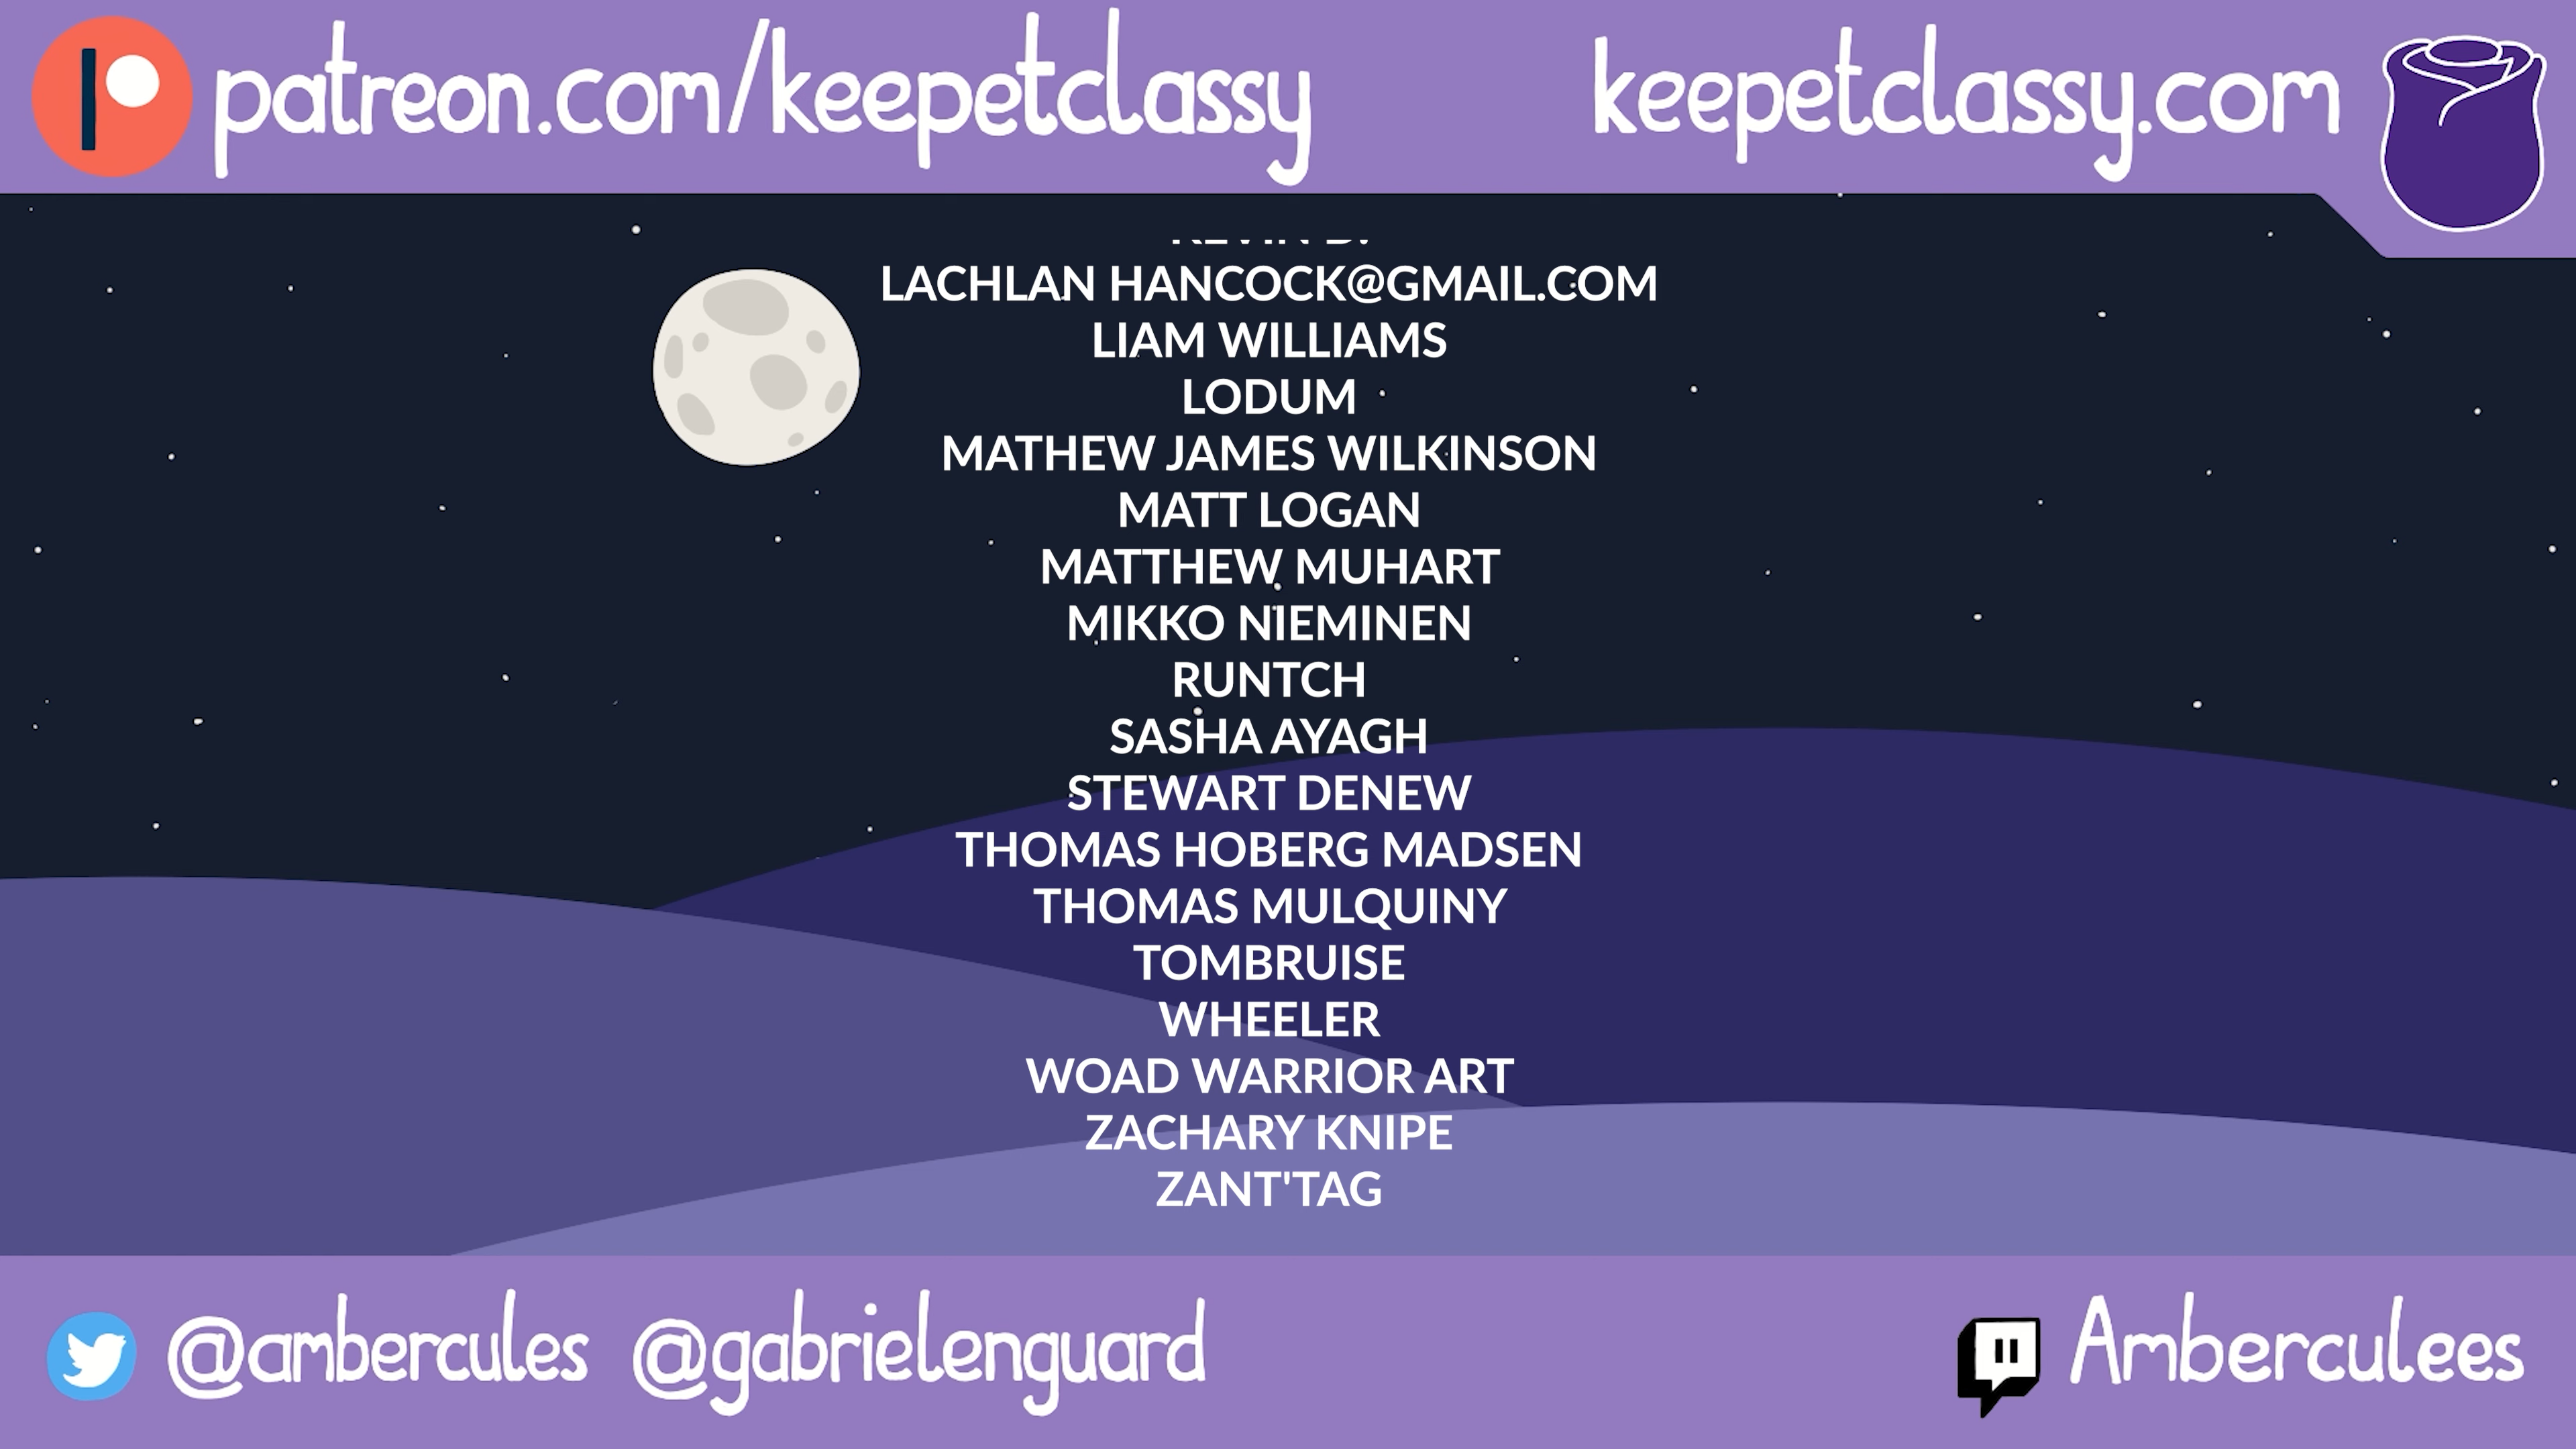 patreon.com/keepetclassy
keepetclassy.com
LACHLAN HANCOCK@GMAIL.COM
LIAM WILLIAMS
LODUM
MATHEW JAMES WILKINSON
MATT LOGAN
MATTHEW MUHART
MIKKO NIEMINEN
RUNTCH
SASHA AYAGH
STEWART DENEW
THOMAS HOBERG MADSEN
THOMAS MULQUINY
TOMBRUISE
WHEELER
WOAD WARRIOR ART
ZACHARY KNIPE
ZANT'TAG
@ambercules @gabrielenguard
Amberculees